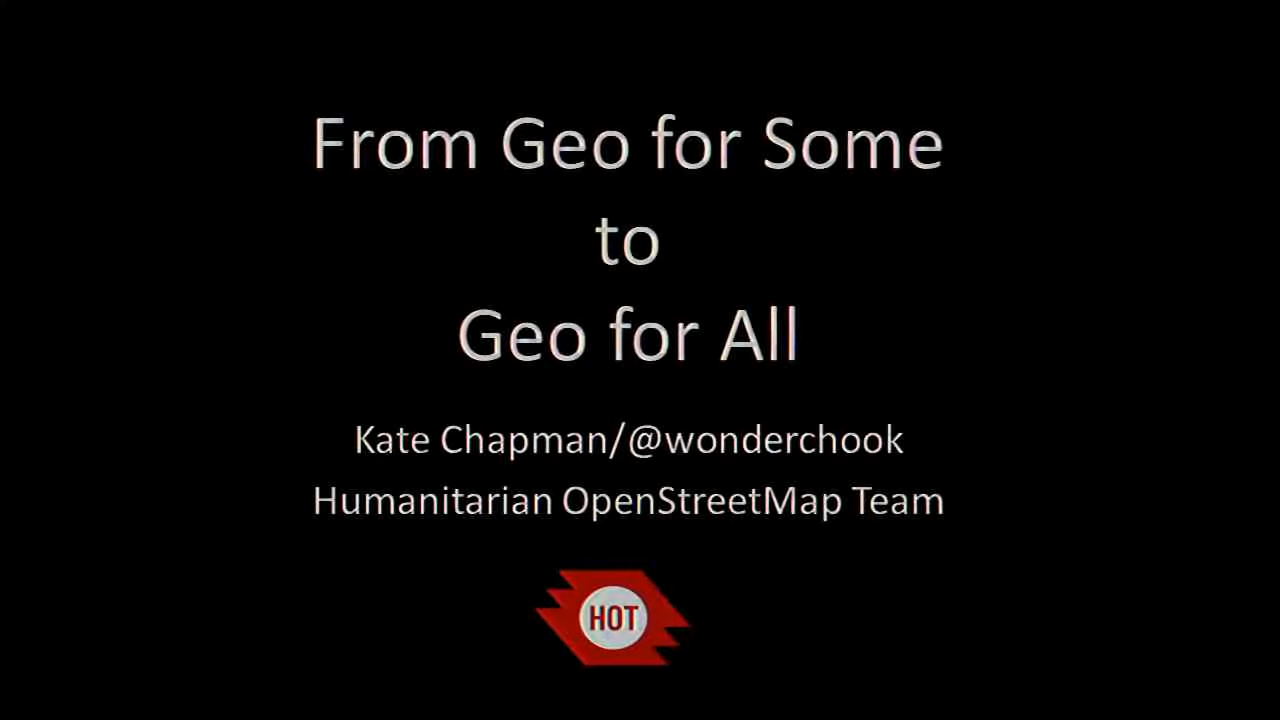 From Geo for Some
to
Geo for All
Kate Chapman/@wonderchook
Humanitarian OpenStreetMap Team
HOT